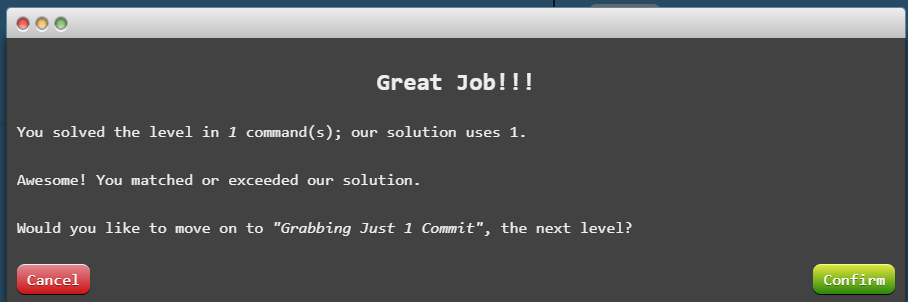 Great Job!!!
You solved the level in 1 command(s); our solution uses 1.
Awesome! You matched or exceeded our solution.
Would you like to move on to "Grabbing Just 1 Commit", the next level?
Cancel
Confirm